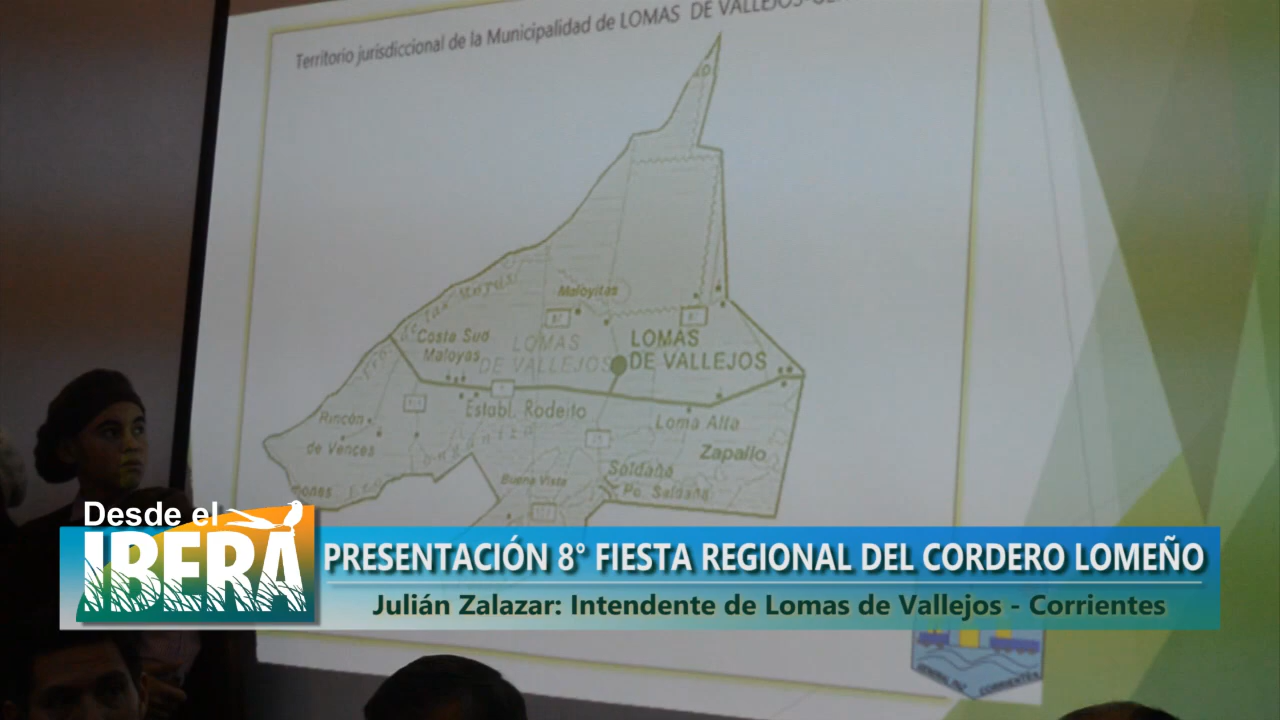 Territorio jurisdiccional de la Municipalidad de LOMAS DE VALLEJOS-GE
Maloyitas
Costa Sud
Maloyas
LOMAS
DE VALLEJOS
LOMAS
DE VALLEJOS
Establ. Rodeito
Rincón
de Vences
Loma Alta
Zapallo
Saldaña
Po. Saldaña
Buena Vista
Desde el
IBERÁ
PRESENTACIÓN 8° FIESTA REGIONAL DEL CORDERO LOMEÑO
Julián Zalazar: Intendente de Lomas de Vallejos - Corrientes
CORRIENTES